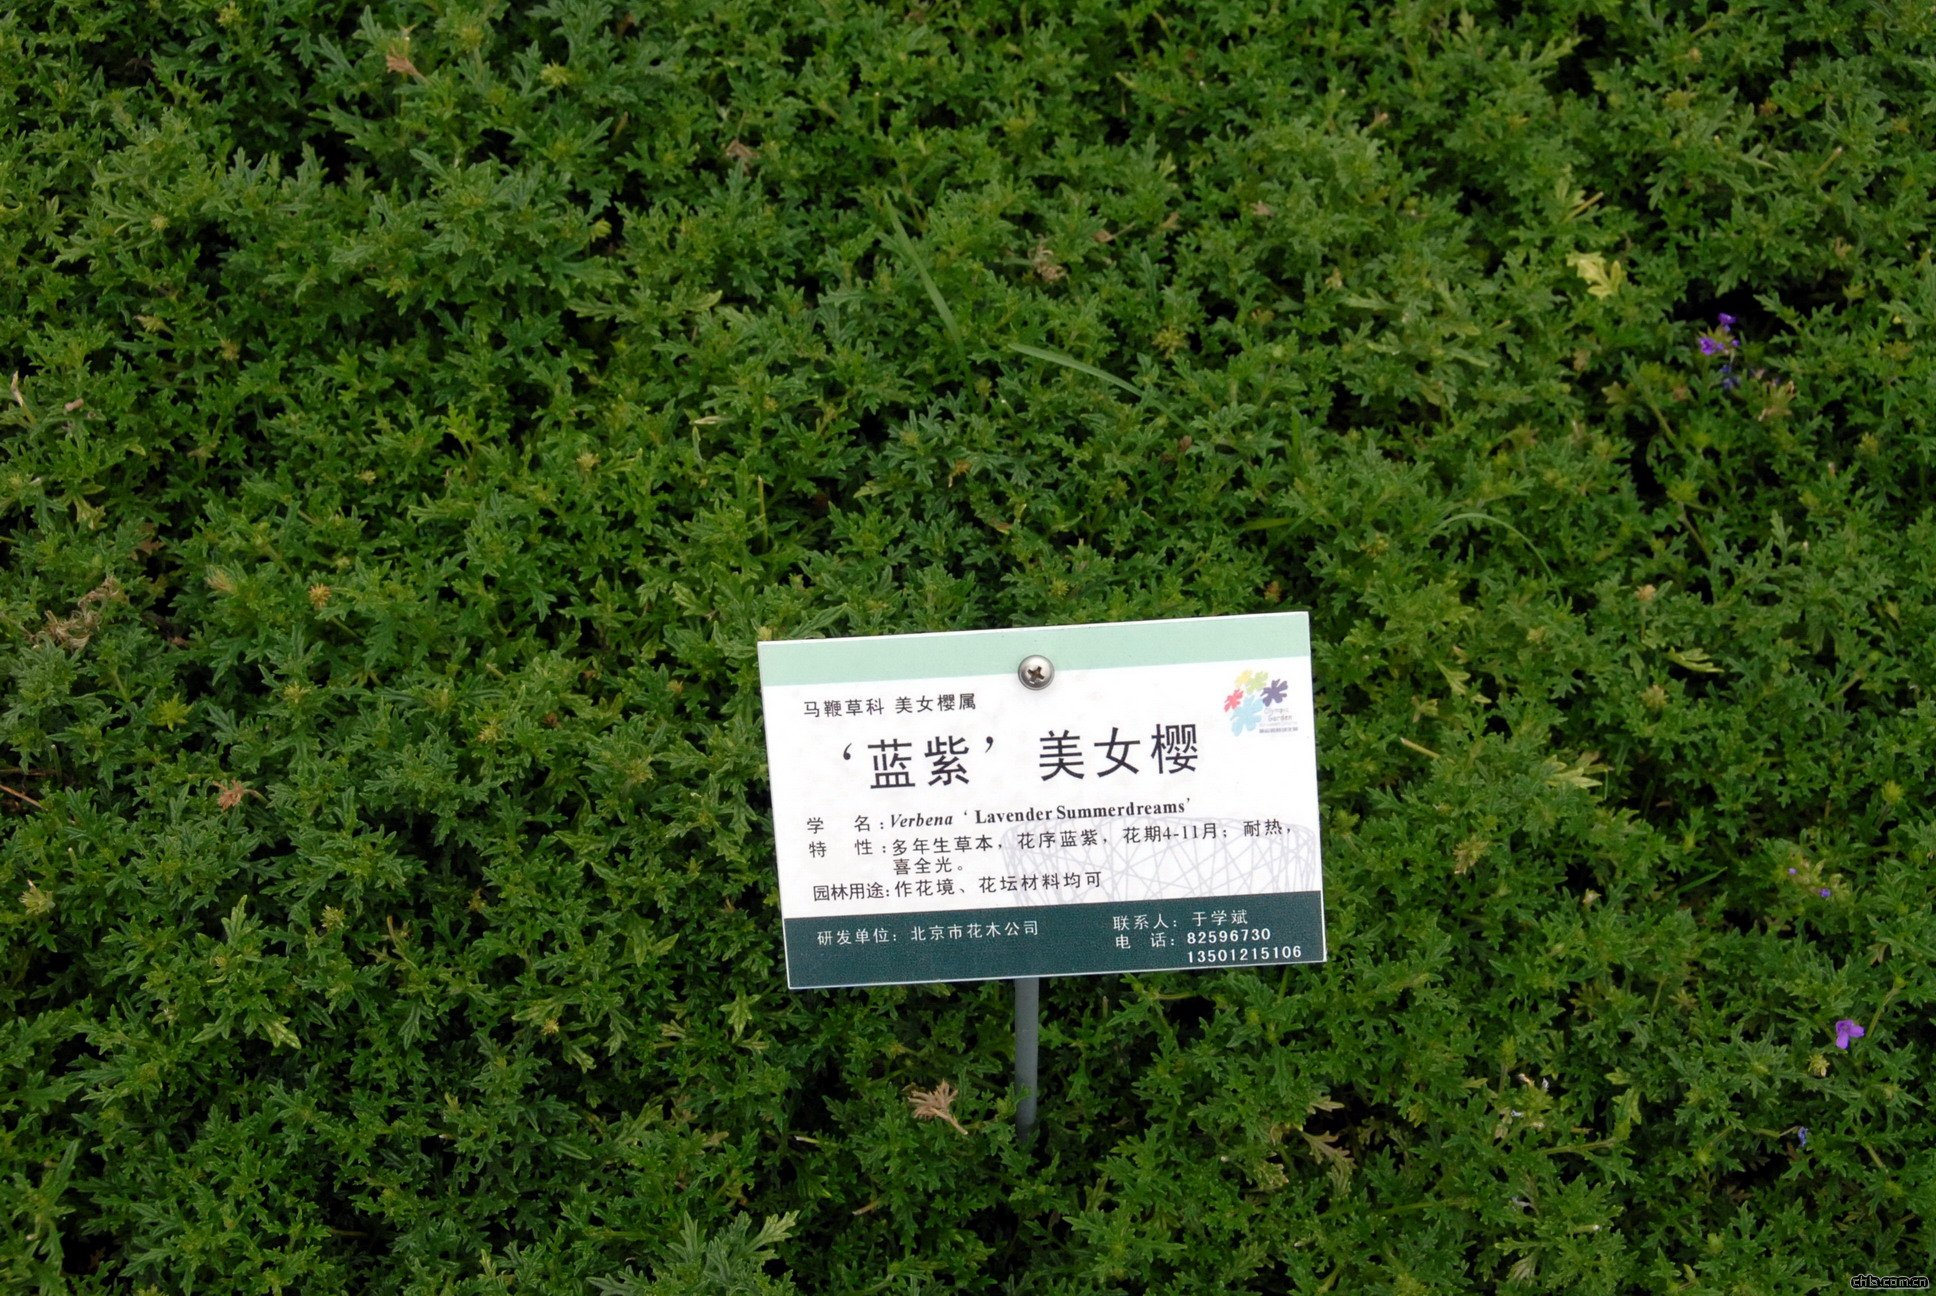 马鞭草科 美女樱属
‘蓝紫’美女樱
学 名：Verbena ‘Lavender Summerdreams’
特 性：多年生草本，花序蓝紫，花期4-11月；耐热，
喜全光。
园林用途：作花境、花坛材料均可
研发单位：北京市花木公司
联系人：于学斌
电 话：82596730
13501215106
Olympic
Garden
chla.com.cn